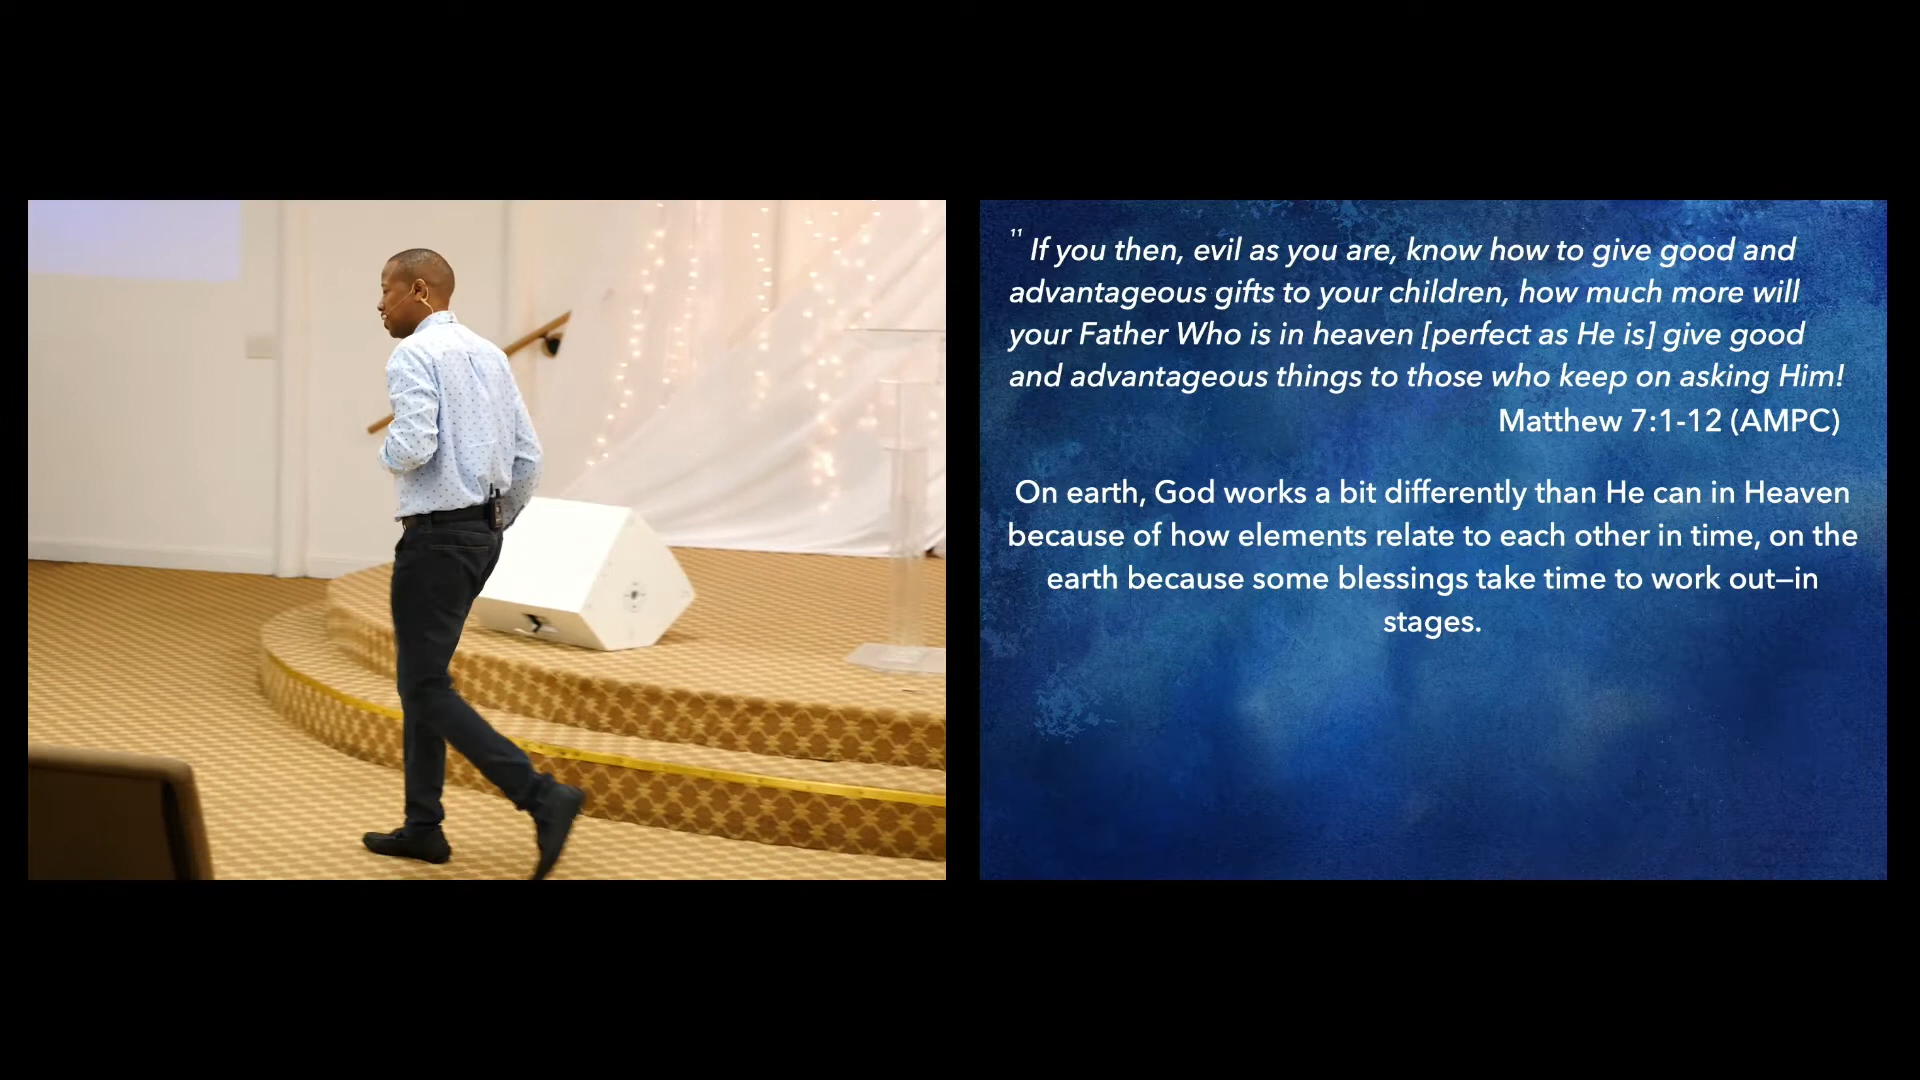 11 If you then, evil as you are, know how to give good and
advantageous gifts to your children, how much more will
your Father Who is in heaven [perfect as He is] give good
and advantageous things to those who keep on asking Him!
Matthew 7:1-12 (AMPC)
On earth, God works a bit differently than He can in Heaven
because of how elements relate to each other in time, on the
earth because some blessings take time to work out—in
stages.